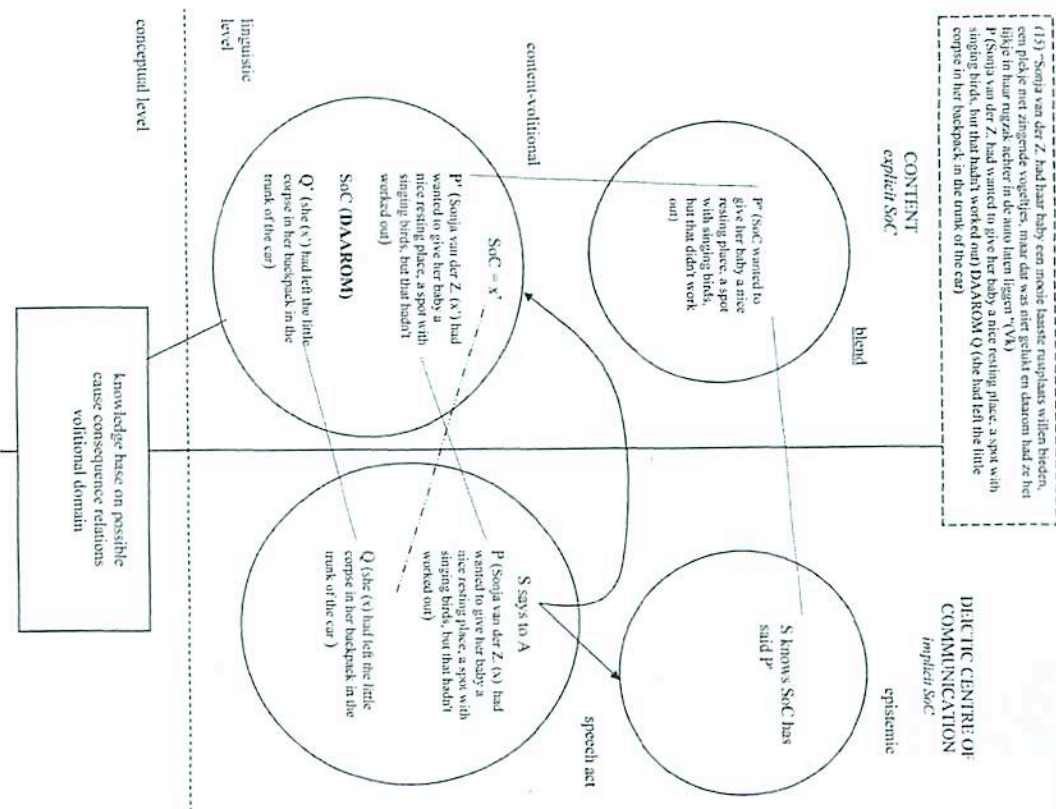 (15) "Sonja van der Z. had haar baby een mooie laatste rustplaats willen bieden,
een plekje met zingende vogeltjes, maar dat was niet gelukt en daarom had ze het
lijkje in haar rugzak achter in de auto laten liggen "(Vk)
P (Sonja van der Z. had wanted to give her baby a nice resting place, a spot with
singing birds, but that hadn't worked out) DAAROM Q (she had left the little
corpse in her backpack in the trunk of the car)
CONTENT
explicit SoC
DEICTIC CENTRE OF
COMMUNICATION
implicit SoC
blend
epistemic
P" (SoC wanted to
give her baby a nice
resting place, a spot
with singing birds,
but that didn't work
out)
S knows SoC has
said P'
content-volitional
speech act
SoC = x'
P' (Sonja van der Z. (x') had
wanted to give her baby a
nice resting place, a spot with
singing birds, but that hadn't
worked out)
SoC (DAAROM)
Q' (she (x') had left the little
corpse in her backpack in the
trunk of the car)
S says to A
P (Sonja van der Z. (x) had
wanted to give her baby a
nice resting place, a spot with
singing birds, but that hadn't
worked out)
Q (she (x) had left the little
corpse in her backpack in the
trunk of the car )
linguistic
level
conceptual level
knowledge base on possible
cause consequence relations
volitional domain